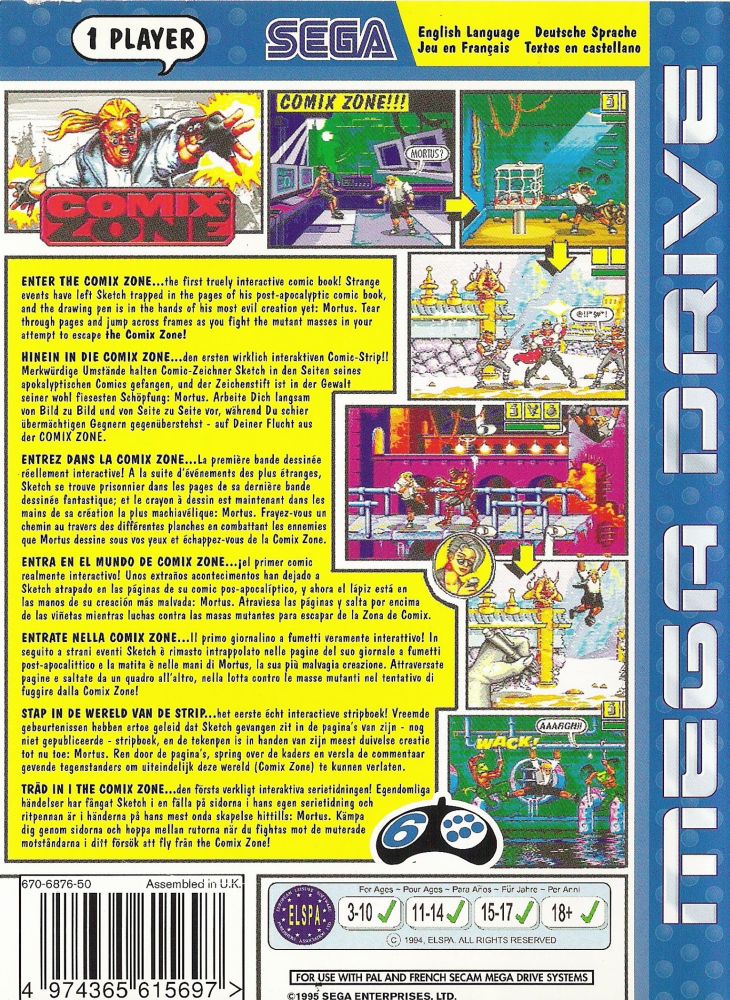 1 PLAYER
SEGA
English Language Deutsche Sprache
Jeu en Français Textos en castellano
MEGA DRIVE
COMIX ZONE!!!
MORTUS?
COMIX
ZONE
@!!*§@*!
ENTER THE COMIX ZONE...the first truely interactive comic book! Strange
events have left Sketch trapped in the pages of his post-apocalyptic comic book,
and the drawing pen is in the hands of his most evil creation yet: Mortus. Tear
through pages and jump across frames as you fight the mutant masses in your
attempt to escape the Comix Zone!
HINEIN IN DIE COMIX ZONE...den ersten wirklich interaktiven Comic-Strip!!
Merkwürdige Umstände halten Comic-Zeichner Sketch in den Seiten seines
apokalyptischen Comics gefangen, und der Zeichenstift ist in der Gewalt
seiner wohl fiesesten Schöpfung: Mortus. Arbeite Dich langsam
von Bild zu Bild und von Seite zu Seite vor, während Du schier
übermächtigen Gegnern gegenüberstehst - auf Deiner Flucht aus
der COMIX ZONE.
ENTREZ DANS LA COMIX ZONE...La première bande dessinée
réellement interactive! A la suite d'événements des plus étranges,
Sketch se trouve prisonnier dans les pages de sa dernière bande
dessinée fantastique; et le crayon à dessin est maintenant dans les
mains de sa création la plus machiavélique: Mortus. Frayez-vous un
chemin au travers des différentes planches en combattant les ennemies
que Mortus dessine sous vos yeux et échappez-vous de la Comix Zone.
ENTRA EN EL MUNDO DE COMIX ZONE...¡el primer comic
realmente interactivo! Unos extraños acontecimientos han dejado a
Sketch atrapado en las páginas de su comic pos-apocalíptico, y ahora el lápiz está en
las manos de su creación más malvada: Mortus. Atraviesa las páginas y salta por encima
de las viñetas mientras luchas contra las masas mutantes para escapar de la Zona de Comix.
ENTRATE NELLA COMIX ZONE...Il primo giornalino a fumetti veramente interattivo! In
seguito a strani eventi Sketch è rimasto intrappolato nelle pagine del suo giornale a fumetti
post-apocalittico e la matita è nelle mani di Mortus, la sua più malvagia creazione. Attraversate
pagine e saltate da un quadro all'altro, nella lotta contro le masse mutanti nel tentativo di
fuggire dalla Comix Zone!
STAP IN DE WERELD VAN DE STRIP...het eerste écht interactieve stripboek! Vreemde
gebeurtenissen hebben ertoe geleid dat Sketch gevangen zit in de pagina's van zijn - nog
niet gepubliceerde - stripboek, en de tekenpen is in handen van zijn meest duivelse creatie
tot nu toe: Mortus. Ren door de pagina's, spring over de kaders en versla de commentaar
gevende tegenstanders om uiteindelijk deze wereld (Comix Zone) te kunnen verlaten.
TRÄD IN I THE COMIX ZONE...den första verkligt interaktiva serietidningen! Egendomliga
händelser har fångat Sketch i en fälla på sidorna i hans egen serietidning och
ritpennan är i händerna på hans mest onda skapelse hittills: Mortus. Kämpa
dig genom sidorna och hoppa mellan rutorna når du fightas mot de muterade
motståndarna i ditt försök att fly från the Comix Zone!
AAARGH!!
WACK!
6
670-6876-50 Assembled in U.K.
4 974365 615697 >
EUROPEAN LEISURE SOFTWARE PUBLISHERS ASSOCIATION LTD
ELSPA
For Ages ~ Pour Ages ~ Para Años ~ Für Jahre ~ Per Anni
3-10 11-14 15-17 18+
© 1994, ELSPA. ALL RIGHTS RESERVED
FOR USE WITH PAL AND FRENCH SECAM MEGA DRIVE SYSTEMS
©1995 SEGA ENTERPRISES, LTD.